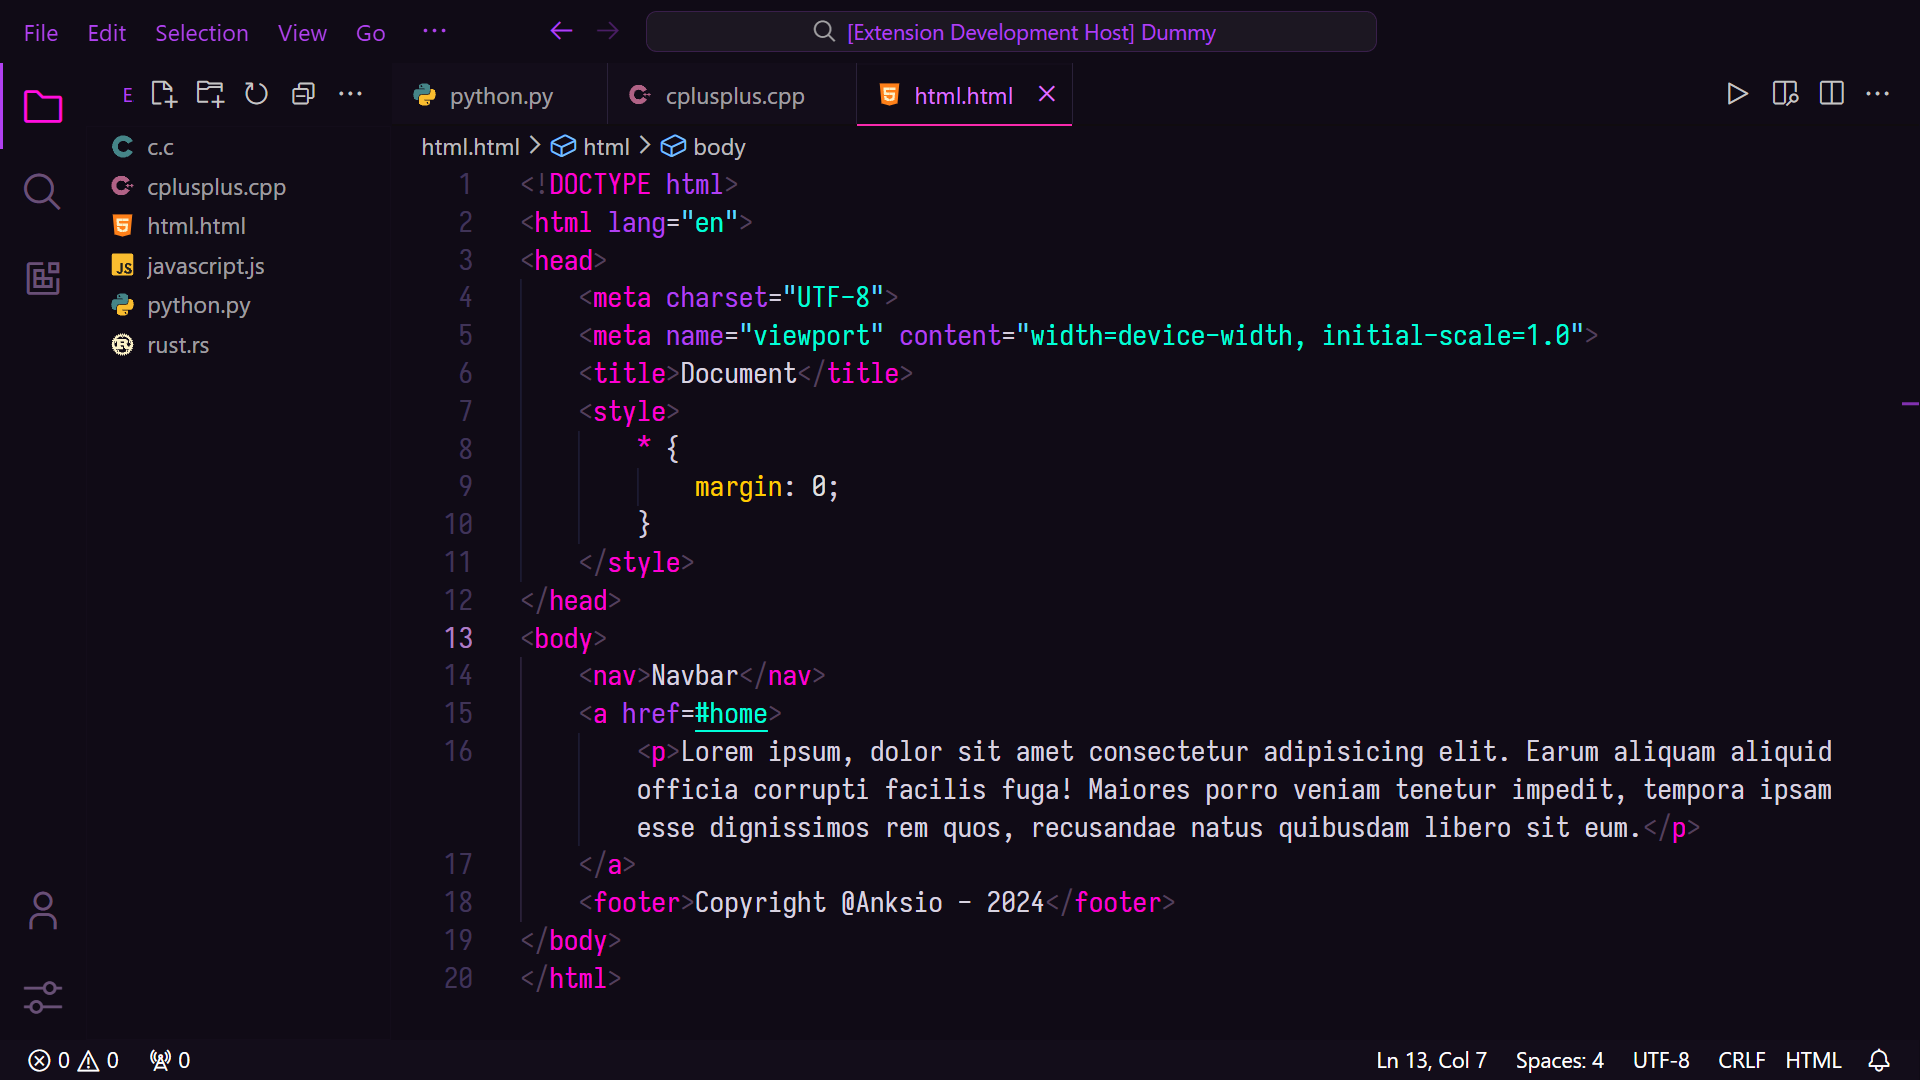 File Edit Selection View Go ···
[Extension Development Host] Dummy
E
python.py
cplusplus.cpp
html.html
c.c
cplusplus.cpp
html.html
javascript.js
python.py
rust.rs
html.html > html > body
1 <!DOCTYPE html>
2 <html lang="en">
3 <head>
4 <meta charset="UTF-8">
5 <meta name="viewport" content="width=device-width, initial-scale=1.0">
6 <title>Document</title>
7 <style>
8 * {
9 margin: 0;
10 }
11 </style>
12 </head>
13 <body>
14 <nav>Navbar</nav>
15 <a href=#home>
16 <p>Lorem ipsum, dolor sit amet consectetur adipisicing elit. Earum aliquam aliquid
officia corrupti facilis fuga! Maiores porro veniam tenetur impedit, tempora ipsam
esse dignissimos rem quos, recusandae natus quibusdam libero sit eum.</p>
17 </a>
18 <footer>Copyright @Anksio - 2024</footer>
19 </body>
20 </html>
0 0 0
Ln 13, Col 7 Spaces: 4 UTF-8 CRLF HTML